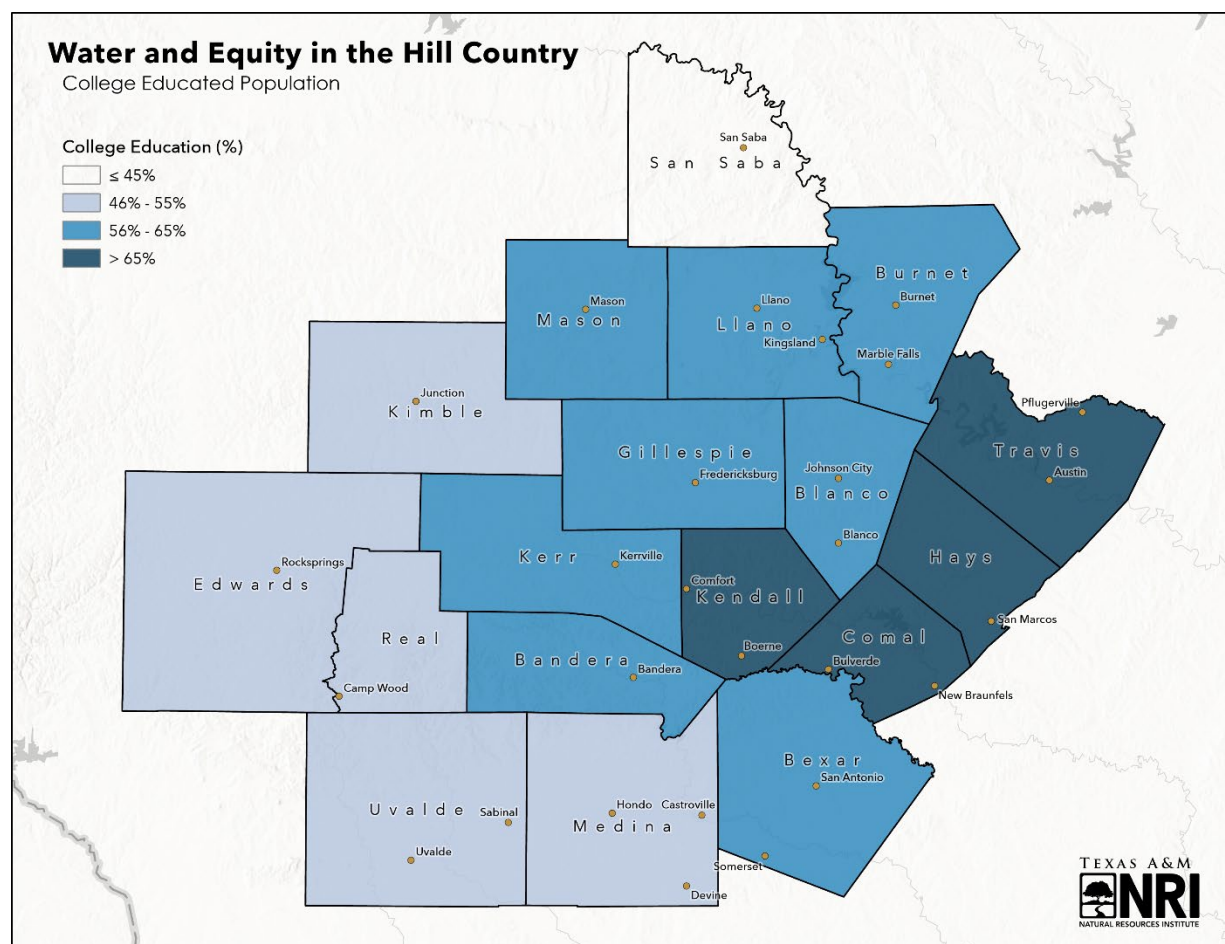 Water and Equity in the Hill Country
College Educated Population
College Education (%)
≤ 45%
46% - 55%
56% - 65%
> 65%
San Saba
San Saba
Burnet
Burnet
Marble Falls
Mason
Mason
Llano
Llano
Kingsland
Junction
Kimble
Pflugerville
Travis
Austin
Gillespie
Fredericksburg
Johnson City
Blanco
Blanco
Hays
San Marcos
Rocksprings
Edwards
Kerr
Kerrville
Comfort
Kendall
Boerne
Comal
Bulverde
New Braunfels
Real
Camp Wood
Bandera
Bandera
Bexar
San Antonio
Somerset
Uvalde
Sabinal
Uvalde
Hondo
Castroville
Medina
Devine
TEXAS A&M
NRI
NATURAL RESOURCES INSTITUTE